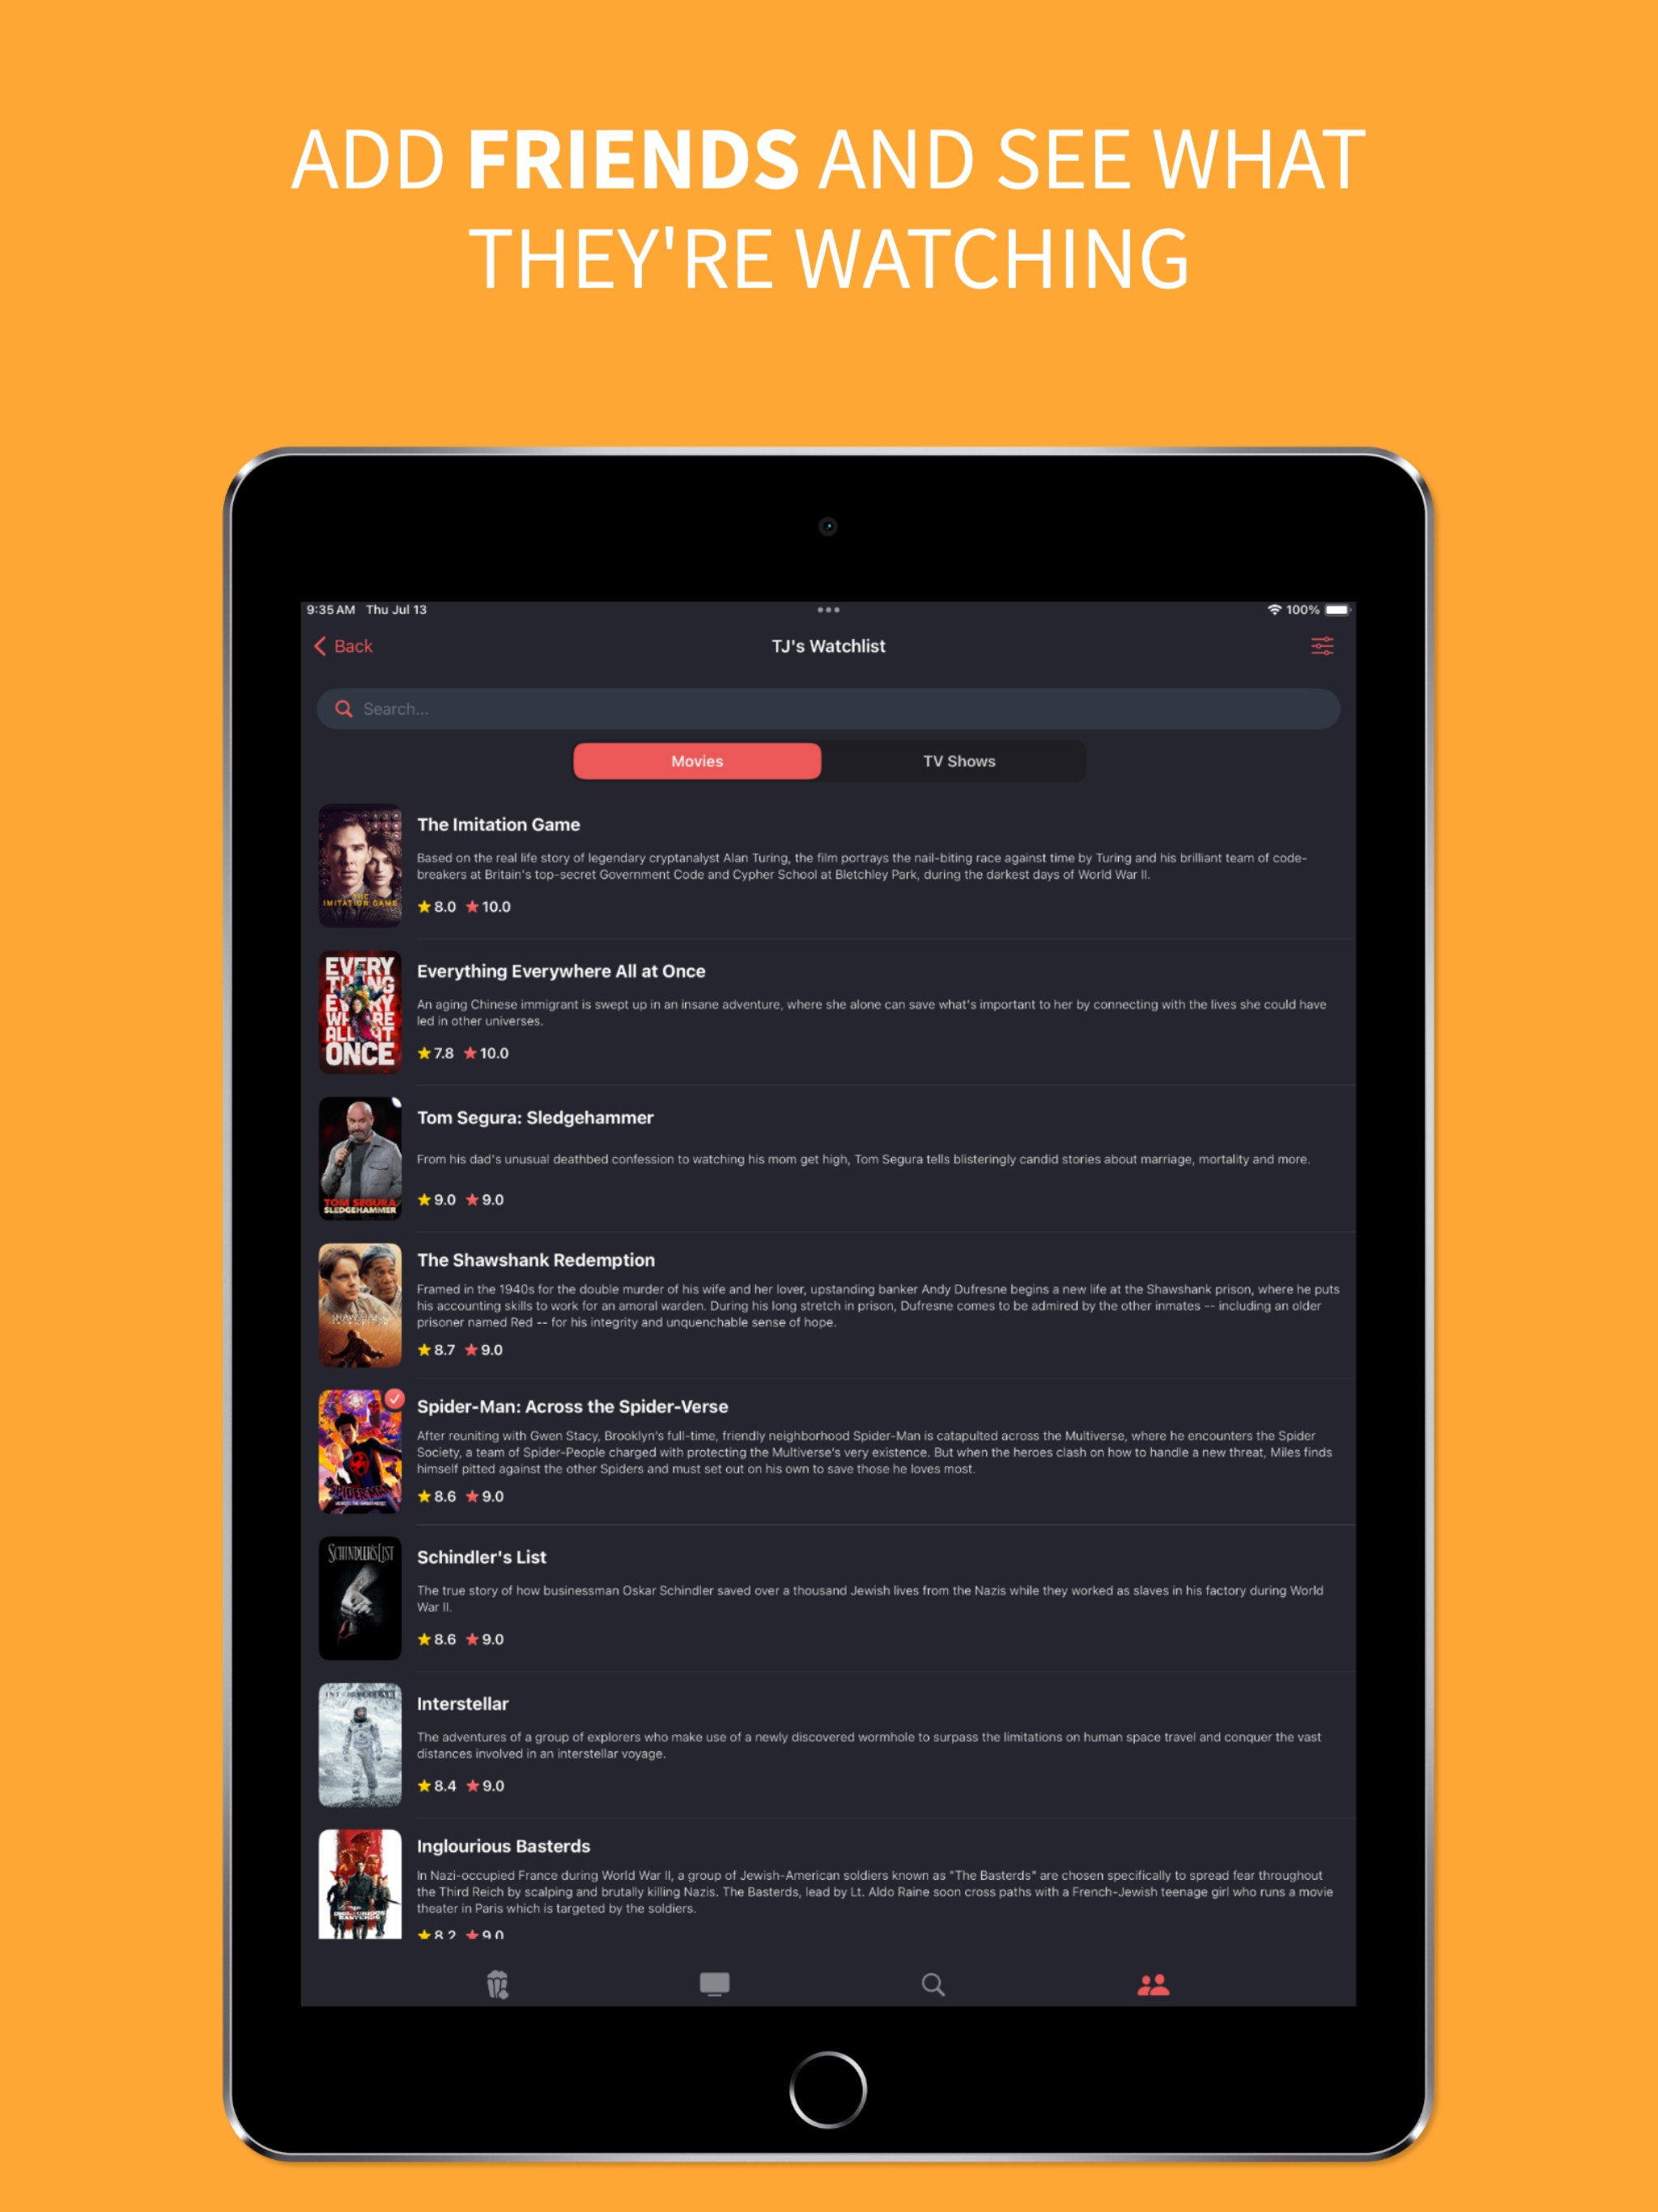 ADD FRIENDS AND SEE WHAT
THEY'RE WATCHING
9:35 AM Thu Jul 13
100%
Back
TJ's Watchlist
Search...
Movies
TV Shows
THE
IMITATION GAME
The Imitation Game
Based on the real life story of legendary cryptanalyst Alan Turing, the film portrays the nail-biting race against time by Turing and his brilliant team of code-
breakers at Britain's top-secret Government Code and Cypher School at Bletchley Park, during the darkest days of World War II.
8.0 10.0
EVERY
THING
EVERY
WHERE
ALL AT
ONCE
Everything Everywhere All at Once
An aging Chinese immigrant is swept up in an insane adventure, where she alone can save what's important to her by connecting with the lives she could have
led in other universes.
7.8 10.0
TOM SEGURA
SLEDGEHAMMER
Tom Segura: Sledgehammer
From his dad's unusual deathbed confession to watching his mom get high, Tom Segura tells blisteringly candid stories about marriage, mortality and more.
9.0 9.0
The Shawshank Redemption
Framed in the 1940s for the double murder of his wife and her lover, upstanding banker Andy Dufresne begins a new life at the Shawshank prison, where he puts
his accounting skills to work for an amoral warden. During his long stretch in prison, Dufresne comes to be admired by the other inmates -- including an older
prisoner named Red -- for his integrity and unquenchable sense of hope.
8.7 9.0
SPIDER-MAN
Spider-Man: Across the Spider-Verse
After reuniting with Gwen Stacy, Brooklyn's full-time, friendly neighborhood Spider-Man is catapulted across the Multiverse, where he encounters the Spider
Society, a team of Spider-People charged with protecting the Multiverse's very existence. But when the heroes clash on how to handle a new threat, Miles finds
himself pitted against the other Spiders and must set out on his own to save those he loves most.
8.6 9.0
SCHINDLER'S LIST
Schindler's List
The true story of how businessman Oskar Schindler saved over a thousand Jewish lives from the Nazis while they worked as slaves in his factory during World
War II.
8.6 9.0
INTERSTELLAR
Interstellar
The adventures of a group of explorers who make use of a newly discovered wormhole to surpass the limitations on human space travel and conquer the vast
distances involved in an interstellar voyage.
8.4 9.0
Inglourious Basterds
In Nazi-occupied France during World War II, a group of Jewish-American soldiers known as "The Basterds" are chosen specifically to spread fear throughout
the Third Reich by scalping and brutally killing Nazis. The Basterds, lead by Lt. Aldo Raine soon cross paths with a French-Jewish teenage girl who runs a movie
theater in Paris which is targeted by the soldiers.
8.2 9.0